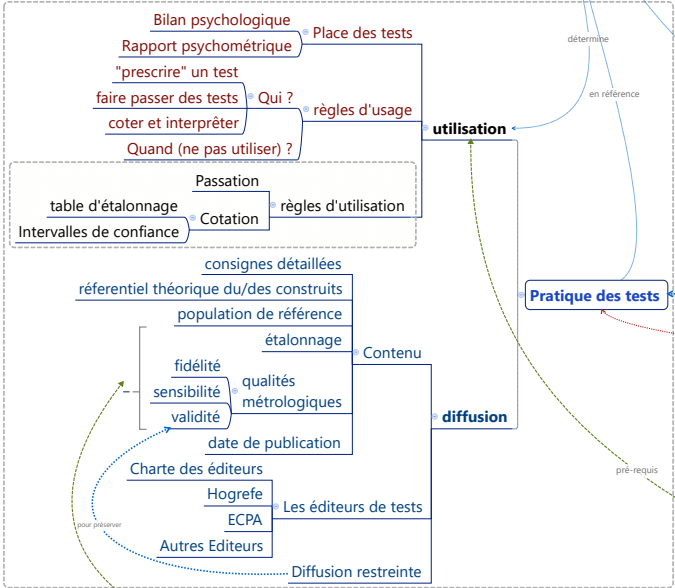 Bilan psychologique
Place des tests
Rapport psychométrique
"prescrire" un test
faire passer des tests
Qui ?
coter et interprêter
règles d'usage
Quand (ne pas utiliser) ?
utilisation
Passation
règles d'utilisation
table d'étalonnage
Cotation
Intervalles de confiance
détermine
en référence
Pratique des tests
consignes détaillées
réferentiel théorique du/des construits
population de référence
étalonnage
Contenu
fidélité
sensibilité
validité
qualités
métrologiques
date de publication
diffusion
Charte des éditeurs
Hogrefe
Les éditeurs de tests
ECPA
Autres Editeurs
Diffusion restreinte
pour préserver
pré-requis